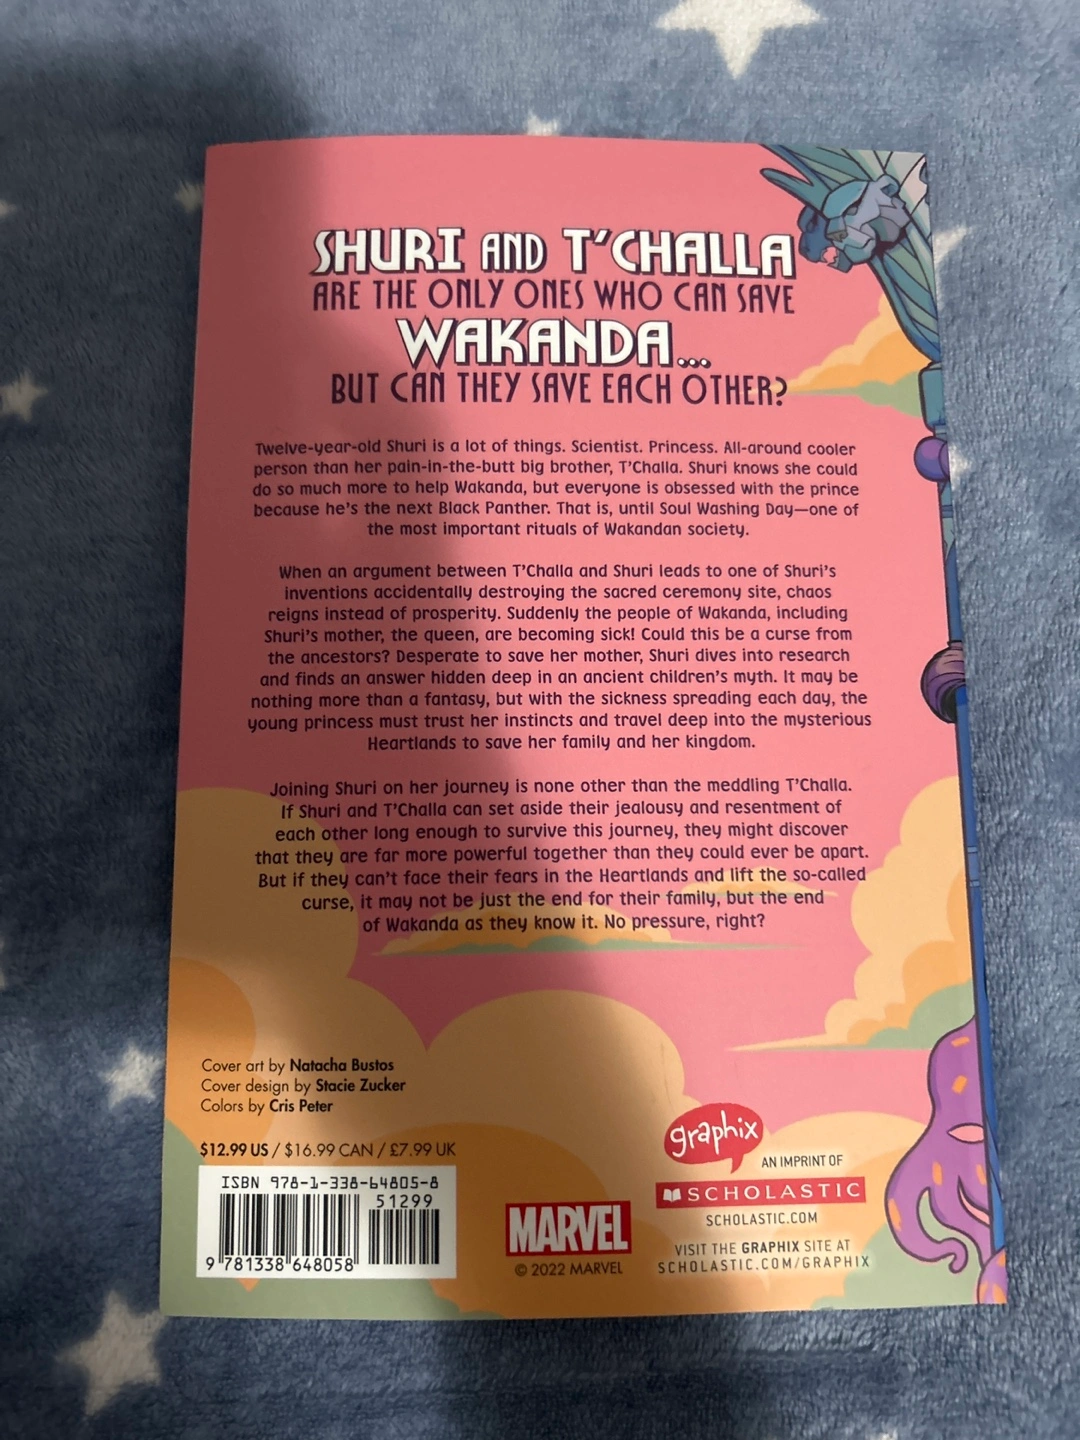 SHURI AND T'CHALLA
ARE THE ONLY ONES WHO CAN SAVE
WAKANDA...
BUT CAN THEY SAVE EACH OTHER?
Twelve-year-old Shuri is a lot of things. Scientist. Princess. All-around cooler
person than her pain-in-the-butt big brother, T'Challa. Shuri knows she could
do so much more to help Wakanda, but everyone is obsessed with the prince
because he's the next Black Panther. That is, until Soul Washing Day—one of
the most important rituals of Wakandan society.
When an argument between T'Challa and Shuri leads to one of Shuri's
inventions accidentally destroying the sacred ceremony site, chaos
reigns instead of prosperity. Suddenly the people of Wakanda, including
Shuri's mother, the queen, are becoming sick! Could this be a curse from
the ancestors? Desperate to save her mother, Shuri dives into research
and finds an answer hidden deep in an ancient children's myth. It may be
nothing more than a fantasy, but with the sickness spreading each day, the
young princess must trust her instincts and travel deep into the mysterious
Heartlands to save her family and her kingdom.
Joining Shuri on her journey is none other than the meddling T'Challa.
If Shuri and T'Challa can set aside their jealousy and resentment of
each other long enough to survive this journey, they might discover
that they are far more powerful together than they could ever be apart.
But if they can't face their fears in the Heartlands and lift the so-called
curse, it may not be just the end for their family, but the end
of Wakanda as they know it. No pressure, right?
Cover art by Natacha Bustos
Cover design by Stacie Zucker
Colors by Cris Peter
$12.99 US / $16.99 CAN / £7.99 UK
ISBN 978-1-338-64805-8
51299
9 781338 648058
MARVEL
© 2022 MARVEL
graphix
AN IMPRINT OF
SCHOLASTIC
SCHOLASTIC.COM
VISIT THE GRAPHIX SITE AT
SCHOLASTIC.COM/GRAPHIX